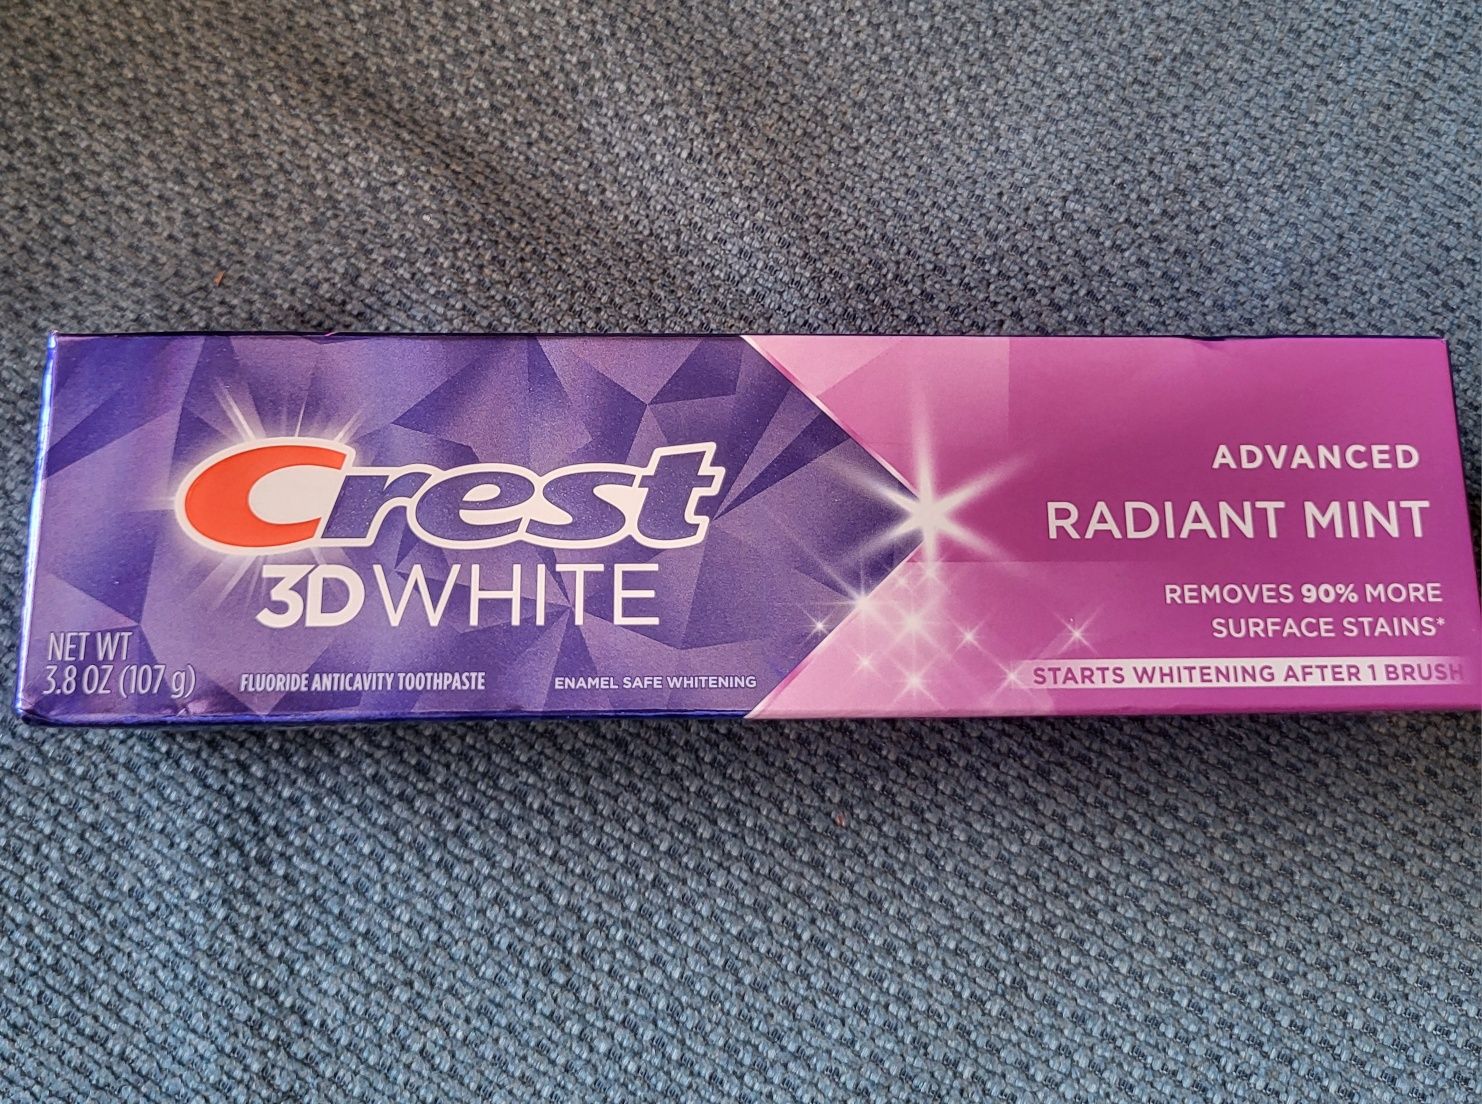 Crest
3D WHITE
NET WT
3.8 OZ (107 g)
FLUORIDE ANTICAVITY TOOTHPASTE
ENAMEL SAFE WHITENING
ADVANCED
RADIANT MINT
REMOVES 90% MORE
SURFACE STAINS*
STARTS WHITENING AFTER 1 BRUSH